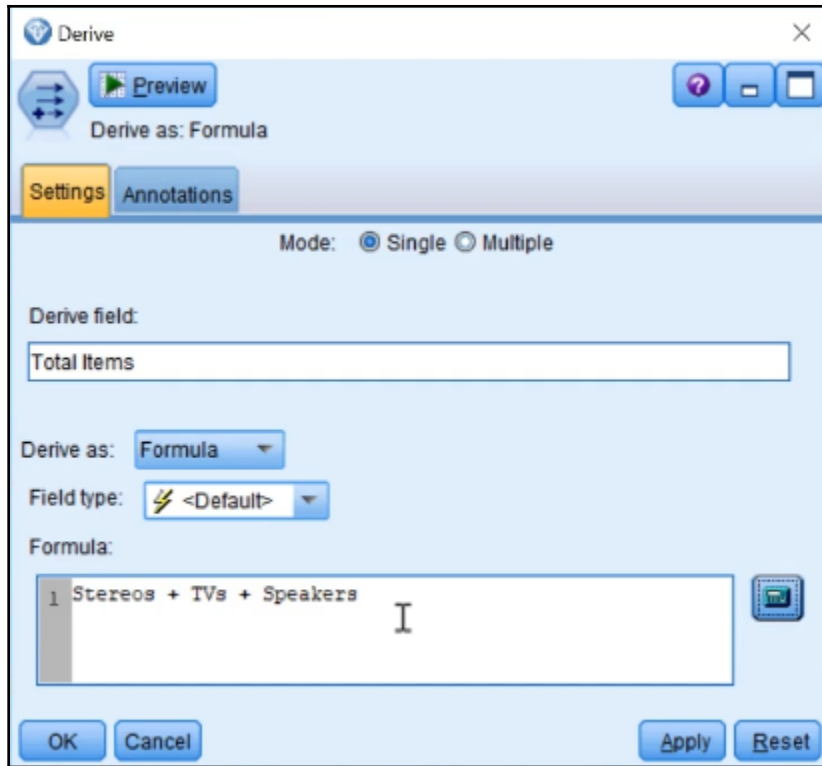 Derive
Preview
Derive as: Formula
Settings Annotations
Mode: Single Multiple
Derive field:
Total Items
Derive as: Formula
Field type: <Default>
Formula:
1 Stereos + TVs + Speakers
OK Cancel Apply Reset